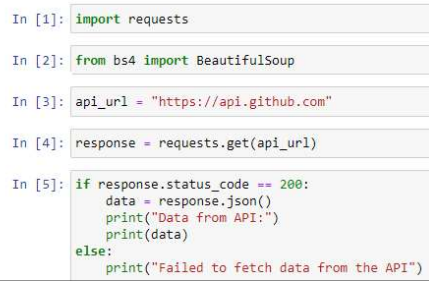 In [1]: import requests
In [2]: from bs4 import BeautifulSoup
In [3]: api_url = "https://api.github.com"
In [4]: response = requests.get(api_url)
In [5]: if response.status_code == 200:
    data = response.json()
    print("Data from API:")
    print(data)
else:
    print("Failed to fetch data from the API")